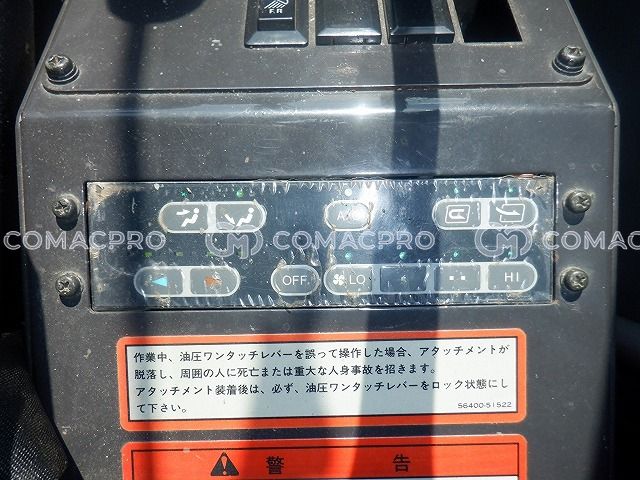 F.R
A/C
COMACPRO COMACPRO COMACPRO
OFF LO HI
作業中、油圧ワンタッチレバーを誤って操作した場合、アタッチメントが
脱落し、周囲の人に死亡または重大な人身事故を招きます。
アタッチメント装着後は、必ず、油圧ワンタッチレバーをロック状態にし
て下さい。
S6400-51S22
警 告